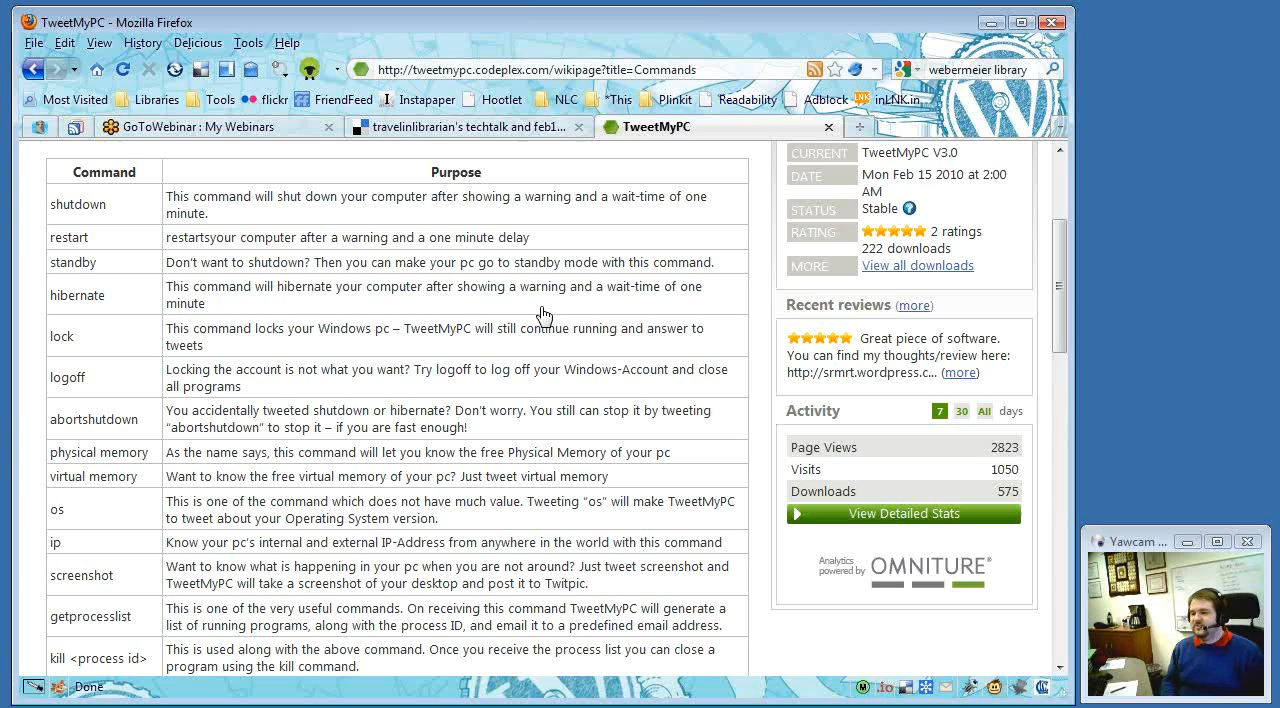 TweetMyPC - Mozilla Firefox
File Edit View History Delicious Tools Help
http://tweetmypc.codeplex.com/wikipage?title=Commands
webermeier library
Most Visited Libraries Tools flickr FriendFeed Instapaper Hootlet NLC *This Plinkit Readability Adblock inLNK.in
GoToWebinar : My Webinars
travelinlibrarian's techtalk and feb1...
TweetMyPC
Command Purpose
shutdown This command will shut down your computer after showing a warning and a wait-time of one
minute.
restart restartsyour computer after a warning and a one minute delay
standby Don't want to shutdown? Then you can make your pc go to standby mode with this command.
hibernate This command will hibernate your computer after showing a warning and a wait-time of one
minute
lock This command locks your Windows pc – TweetMyPC will still continue running and answer to
tweets
logoff Locking the account is not what you want? Try logoff to log off your Windows-Account and close
all programs
abortshutdown You accidentally tweeted shutdown or hibernate? Don't worry. You still can stop it by tweeting
"abortshutdown" to stop it – if you are fast enough!
physical memory As the name says, this command will let you know the free Physical Memory of your pc
virtual memory Want to know the free virtual memory of your pc? Just tweet virtual memory
os This is one of the command which does not have much value. Tweeting "os" will make TweetMyPC
to tweet about your Operating System version.
ip Know your pc's internal and external IP-Address from anywhere in the world with this command
screenshot Want to know what is happening in your pc when you are not around? Just tweet screenshot and
TweetMyPC will take a screenshot of your desktop and post it to Twitpic.
getprocesslist This is one of the very useful commands. On receiving this command TweetMyPC will generate a
list of running programs, along with the process ID, and email it to a predefined email address.
kill <process id> This is used along with the above command. Once you receive the process list you can close a
program using the kill command.
CURRENT TweetMyPC V3.0
DATE Mon Feb 15 2010 at 2:00
AM
STATUS Stable
RATING 2 ratings
222 downloads
MORE View all downloads
Recent reviews (more)
Great piece of software.
You can find my thoughts/review here:
http://srmrt.wordpress.c... (more)
Activity 7 30 All days
Page Views 2823
Visits 1050
Downloads 575
View Detailed Stats
Analytics
powered by OMNITURE®
Done
Yawcam ...